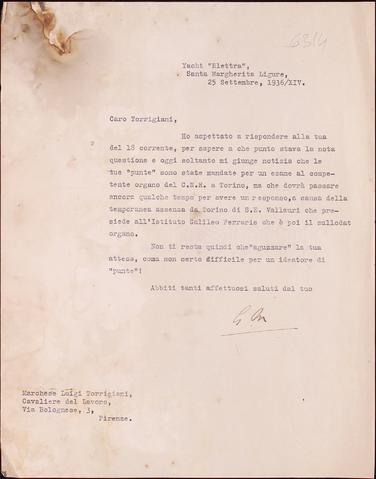 6314
Yacht "Elettra",
Santa Margherita Ligure,
25 Settembre, 1936/XIV.
Caro Torrigiani,
Ho aspettato a rispondere alla tua
del 18 corrente, per sapere a che punto stava la nota
questione e oggi soltanto mi giunge notizia che le
tue "punte" sono state mandate per un esame al compe-
tente organo del C.N.R. a Torino, ma che dovrà passare
ancora qualche tempo per avere un responso, a causa della
temporanea assenza da Torino di S.E. Vallauri che pre-
siede all'Istituto Galileo Ferraris che è poi il sullodat
organo.
Non ti resta quindi che "aguzzare" la tua
attesa, cosa non certo difficile per un ideatore di
"punte"!
Abbiti tanti affettuosi saluti dal tuo
G M
Marchese Luigi Torrigiani,
Cavaliere del Lavoro,
Via Bolognese, 3,
Firenze.